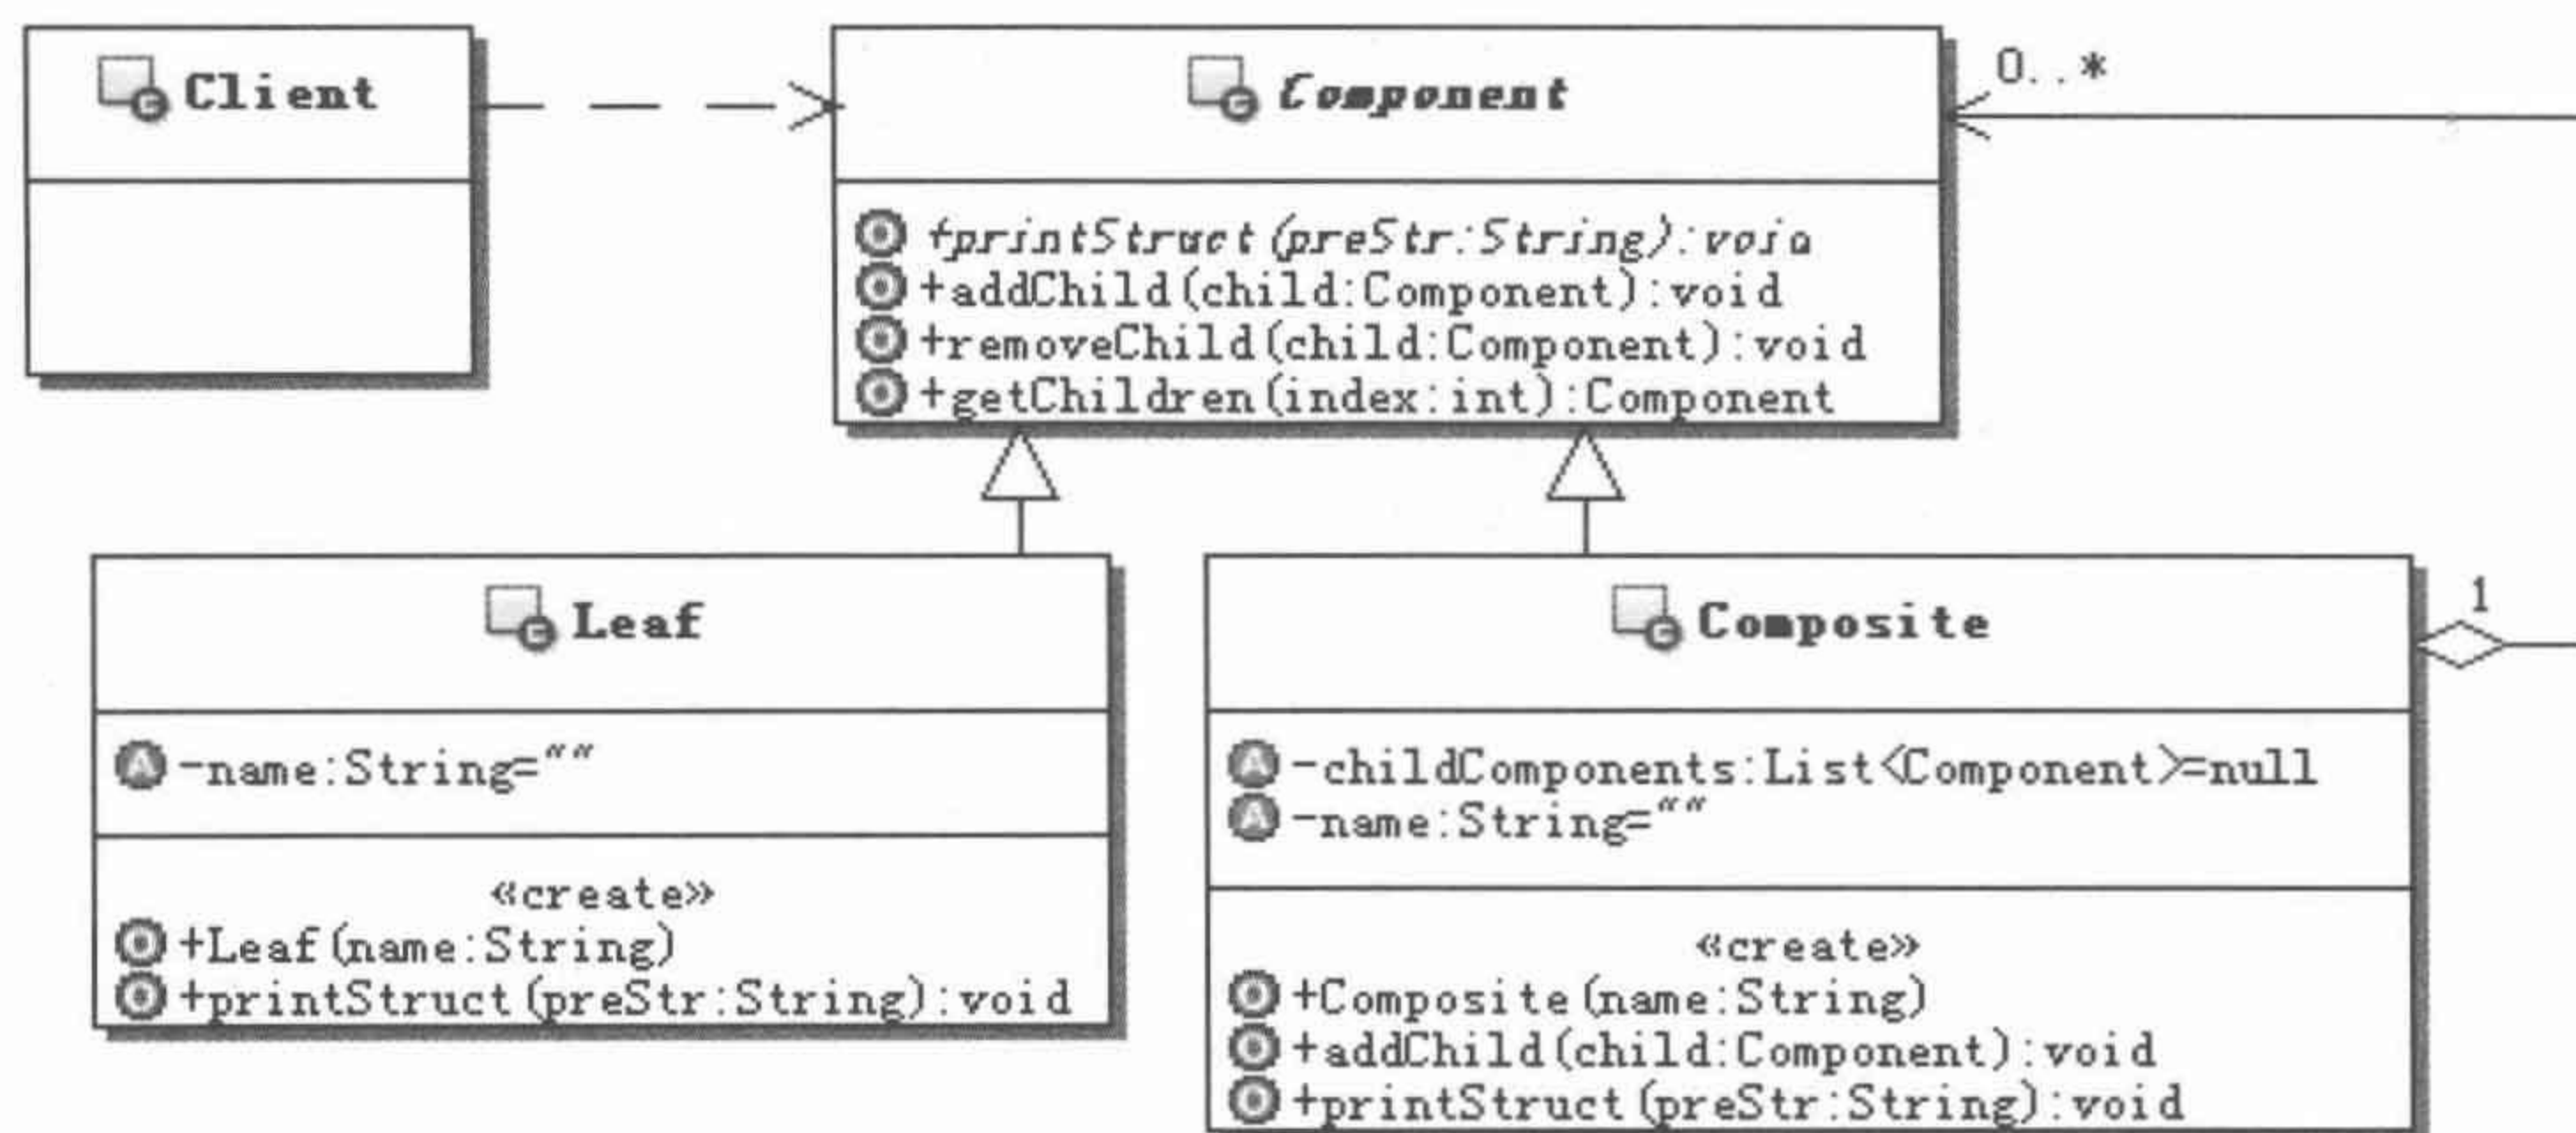 Client
Component
0..*
+printStruct(preStr:String):void
+addChild(child:Component):void
+removeChild(child:Component):void
+getChildren(index:int):Component
Leaf
-name:String=""
«create»
+Leaf(name:String)
+printStruct(preStr:String):void
Composite
1
-childComponents:List<Component>=null
-name:String=""
«create»
+Composite(name:String)
+addChild(child:Component):void
+printStruct(preStr:String):void